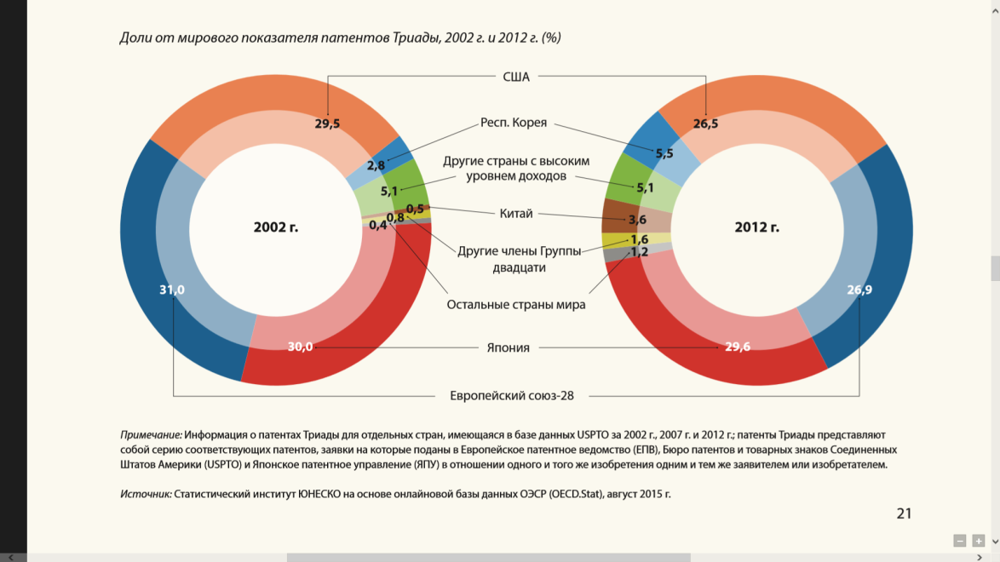 Доли от мирового показателя патентов Триады, 2002 г. и 2012 г. (%)
США
29,5
26,5
Респ. Корея
2,8
5,5
Другие страны с высоким
уровнем доходов
5,1
5,1
Китай
0,5
3,6
0,8
1,6
0,4
1,2
2002 г.
2012 г.
Другие члены Группы
двадцати
Остальные страны мира
31,0
26,9
30,0
Япония
29,6
Европейский союз-28
Примечание: Информация о патентах Триады для отдельных стран, имеющаяся в базе данных USPTO за 2002 г., 2007 г. и 2012 г.; патенты Триады представляют
собой серию соответствующих патентов, заявки на которые поданы в Европейское патентное ведомство (ЕПВ), Бюро патентов и товарных знаков Соединенных
Штатов Америки (USPTO) и Японское патентное управление (ЯПУ) в отношении одного и того же изобретения одним и тем же заявителем или изобретателем.
Источник: Статистический институт ЮНЕСКО на основе онлайновой базы данных ОЭСР (OECD.Stat), август 2015 г.
21